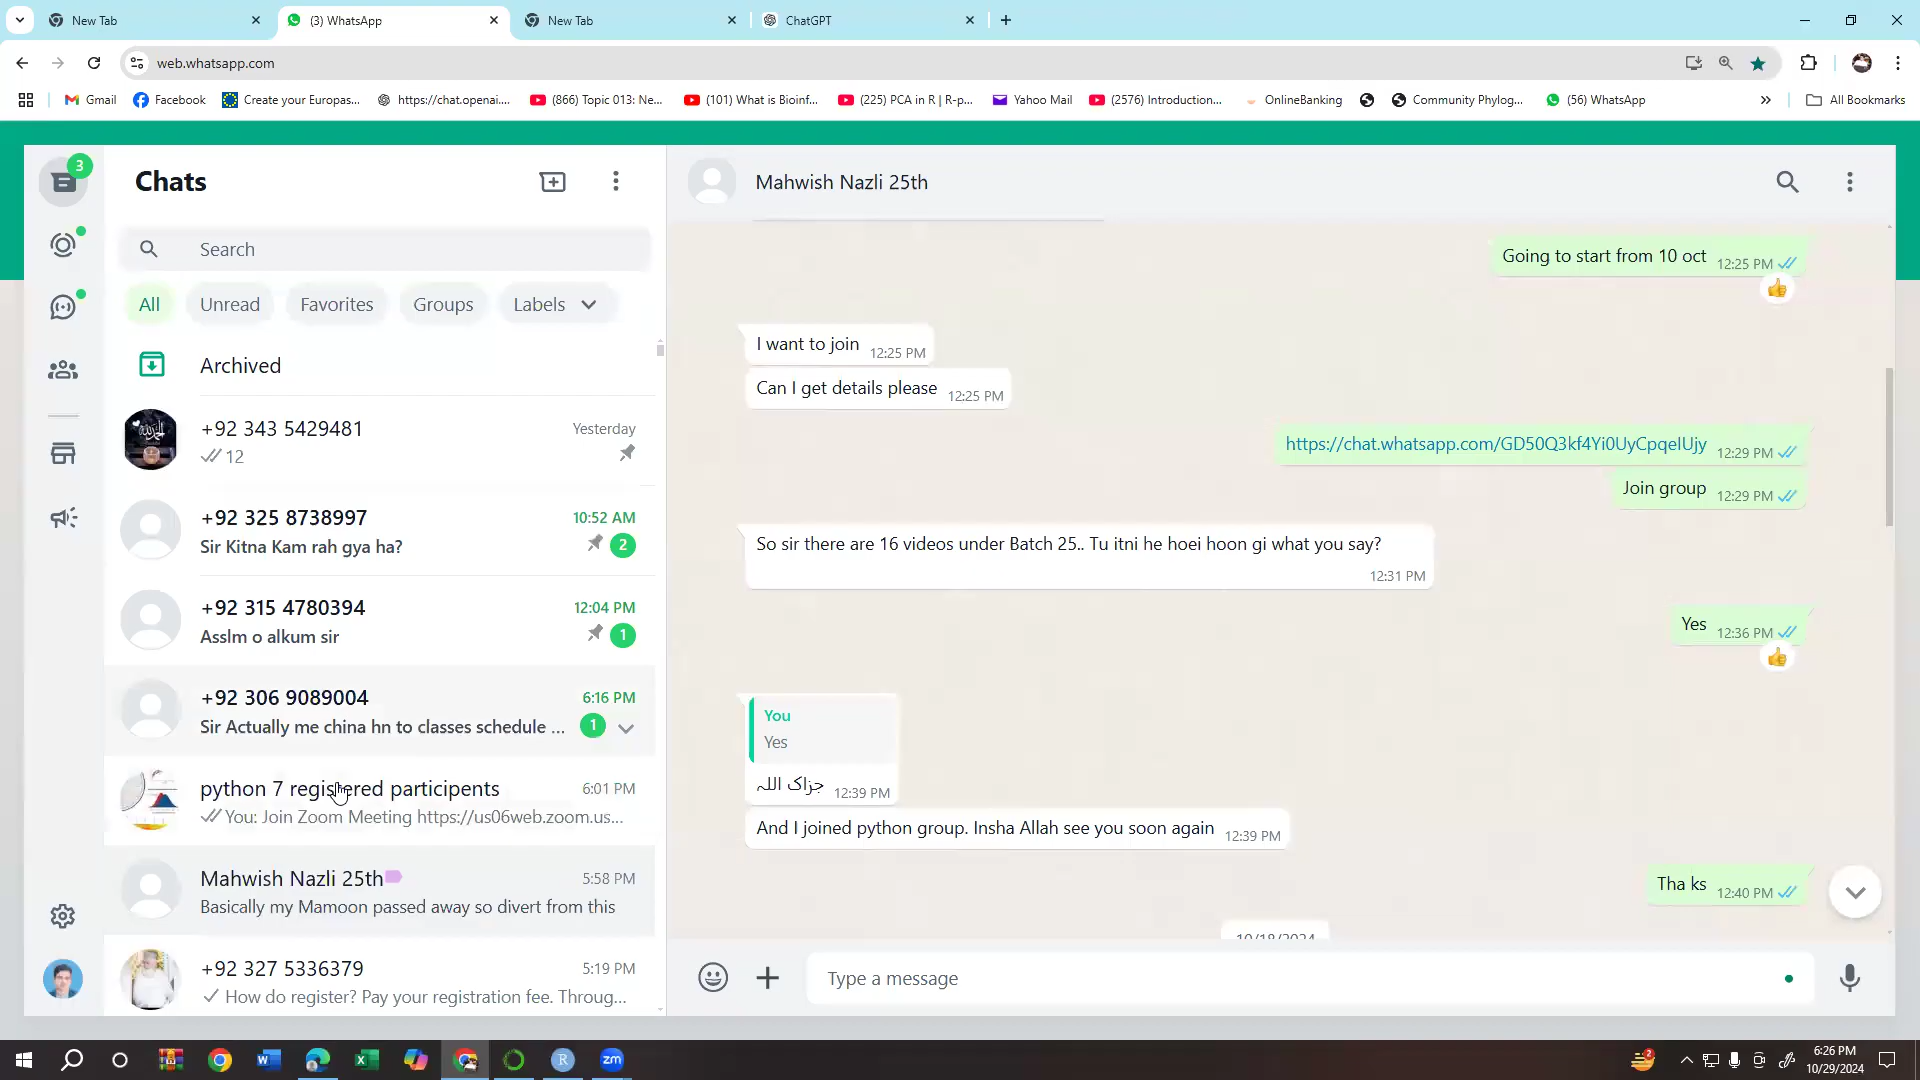 New Tab
(3) WhatsApp
New Tab
ChatGPT
web.whatsapp.com
Gmail
Facebook
Create your Europas...
https://chat.openai....
(866) Topic 013: Ne...
(101) What is Bioinf...
(225) PCA in R | R-p...
Yahoo Mail
(2576) Introduction...
OnlineBanking
Community Phylog...
(56) WhatsApp
All Bookmarks
3
Chats
Search
All
Unread
Favorites
Groups
Labels
Archived
+92 343 5429481
Yesterday
12
+92 325 8738997
10:52 AM
Sir Kitna Kam rah gya ha?
2
+92 315 4780394
12:04 PM
Asslm o alkum sir
1
+92 306 9089004
6:16 PM
Sir Actually me china hn to classes schedule ...
1
python 7 registered participents
6:01 PM
You: Join Zoom Meeting https://us06web.zoom.us...
Mahwish Nazli 25th
5:58 PM
Basically my Mamoon passed away so divert from this
+92 327 5336379
5:19 PM
How do register? Pay your registration fee. Throug...
Mahwish Nazli 25th
Going to start from 10 oct 12:25 PM
I want to join 12:25 PM
Can I get details please 12:25 PM
https://chat.whatsapp.com/GD50Q3kf4Yi0UyCpqeIUjy 12:29 PM
Join group 12:29 PM
So sir there are 16 videos under Batch 25.. Tu itni he hoei hoon gi what you say?
12:31 PM
Yes 12:36 PM
You
Yes
جزاک اللہ 12:39 PM
And I joined python group. Insha Allah see you soon again 12:39 PM
Tha ks 12:40 PM
10/18/2024
Type a message
zm
2
6:26 PM
10/29/2024